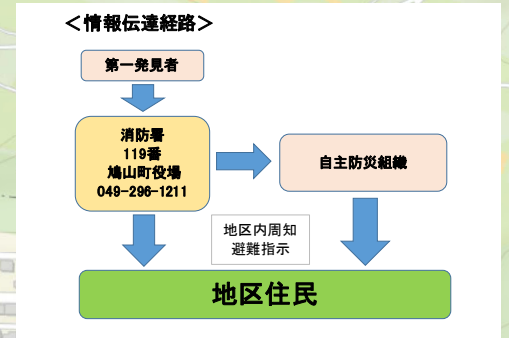 ＜情報伝達経路＞
第一発見者
消防署
119番
鳩山町役場
049-296-1211
自主防災組織
地区内周知
避難指示
地区住民